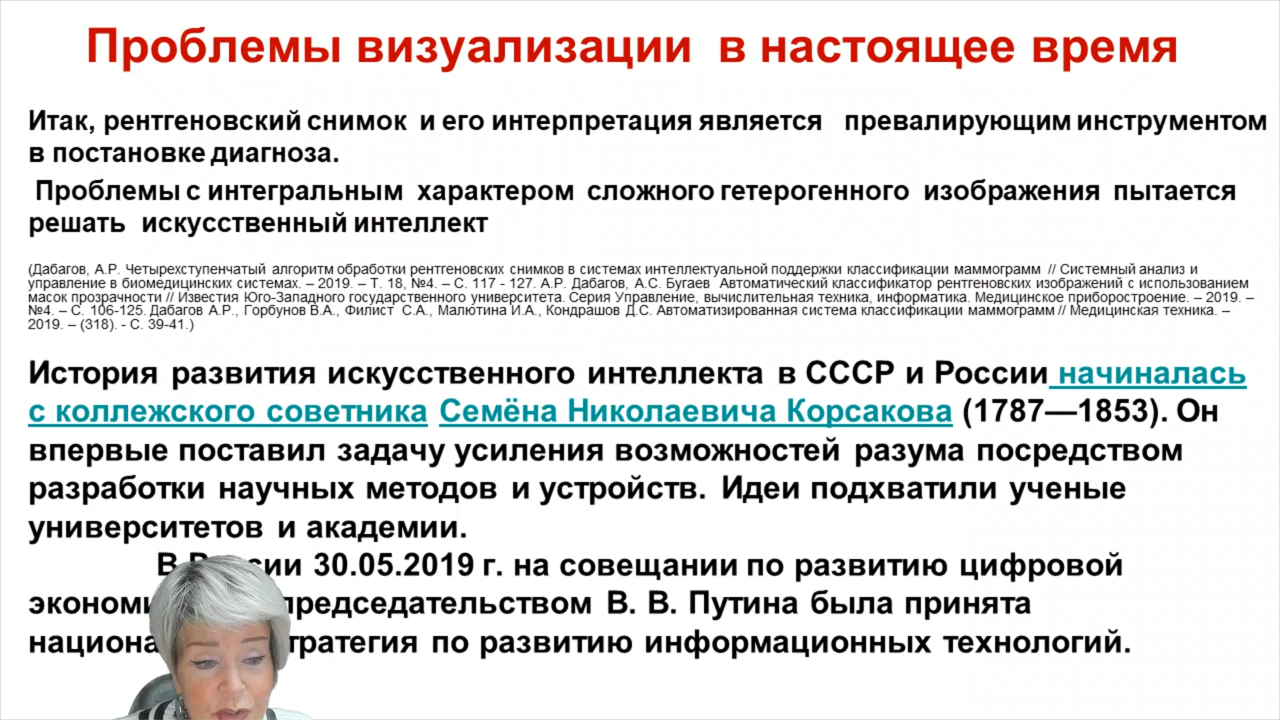 Проблемы визуализации в настоящее время
Итак, рентгеновский снимок и его интерпретация является превалирующим инструментом
в постановке диагноза.
Проблемы с интегральным характером сложного гетерогенного изображения пытается
решать искусственный интеллект
(Дабагов, А.Р. Четырехступенчатый алгоритм обработки рентгеновских снимков в системах интеллектуальной поддержки классификации маммограмм // Системный анализ и
управление в биомедицинских системах. – 2019. – Т. 18, №4. – С. 117 - 127. А.Р. Дабагов, А.С. Бугаев Автоматический классификатор рентгеновских изображений с использованием
масок прозрачности // Известия Юго-Западного государственного университета. Серия Управление, вычислительная техника, информатика. Медицинское приборостроение. – 2019. –
№4. – С. 106-125. Дабагов А.Р., Горбунов В.А., Филист С.А., Малютина И.А., Кондрашов Д.С. Автоматизированная система классификации маммограмм // Медицинская техника. –
2019. – (318). - С. 39-41.)
История развития искусственного интеллекта в СССР и России начиналась
с коллежского советника Семёна Николаевича Корсакова (1787—1853). Он
впервые поставил задачу усиления возможностей разума посредством
разработки научных методов и устройств. Идеи подхватили ученые
университетов и академии.
В России 30.05.2019 г. на совещании по развитию цифровой
председательством В. В. Путина была принята
по развитию информационных технологий.